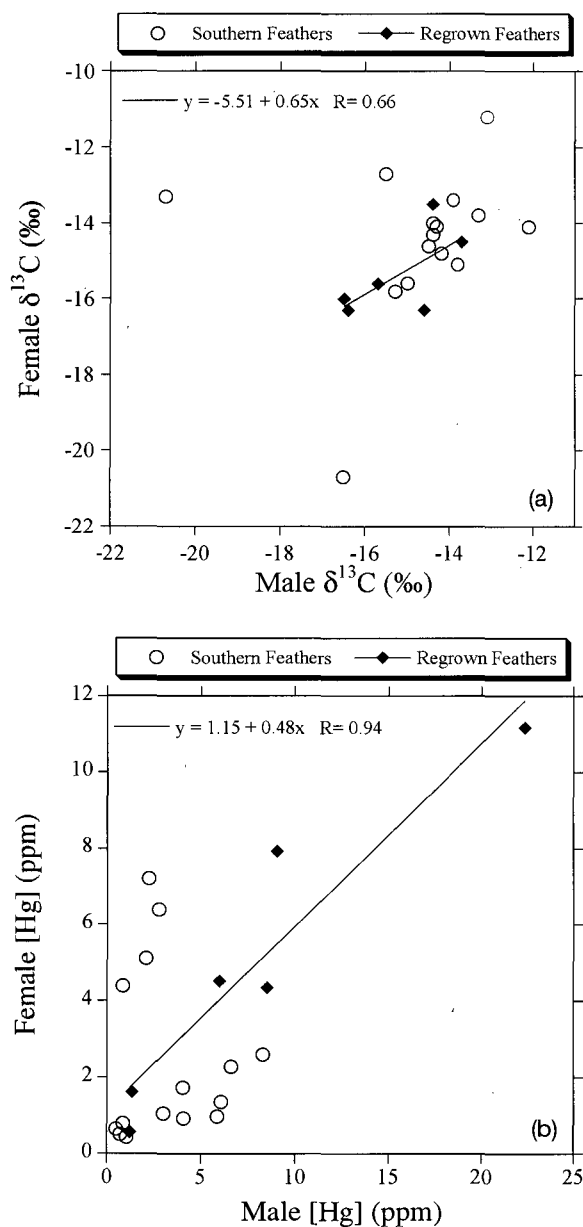 Southern Feathers Regrown Feathers
-10
y = -5.51 + 0.65x R= 0.66
-12
-14
-16
-18
-20
-22
Female δ¹³C (‰)
(a)
-22 -20 -18 -16 -14 -12
Male δ¹³C (‰)
Southern Feathers Regrown Feathers
12
y = 1.15 + 0.48x R= 0.94
10
8
6
4
2
0
Female [Hg] (ppm)
(b)
0 5 10 15 20 25
Male [Hg] (ppm)